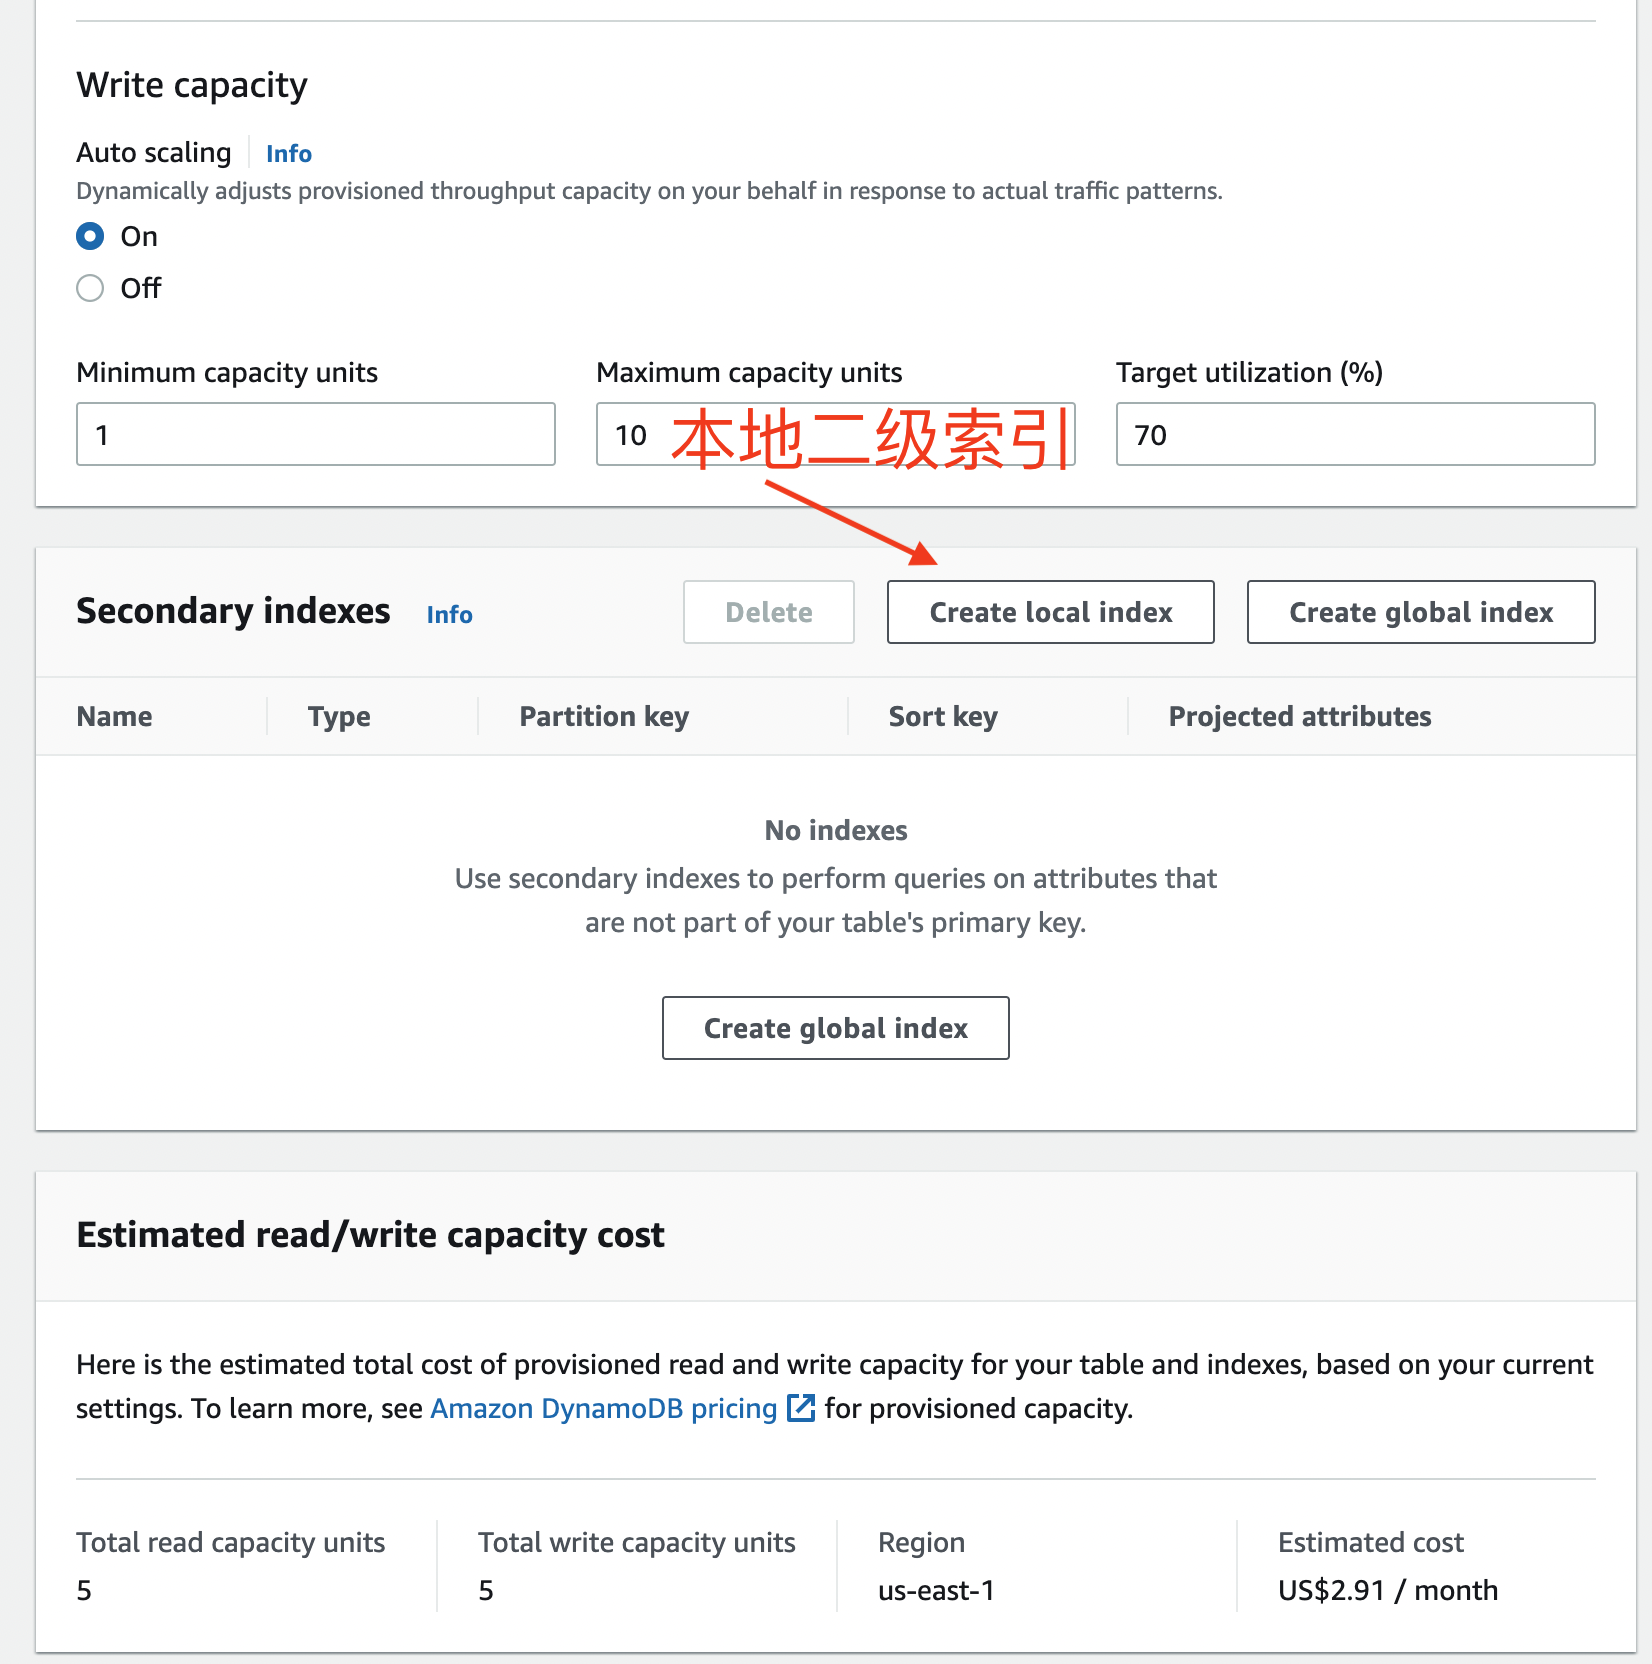 Write capacity
Auto scaling Info
Dynamically adjusts provisioned throughput capacity on your behalf in response to actual traffic patterns.
On
Off
Minimum capacity units Maximum capacity units Target utilization (%)
1 10 本地二级索引 70
Secondary indexes Info Delete Create local index Create global index
Name Type Partition key Sort key Projected attributes
No indexes
Use secondary indexes to perform queries on attributes that
are not part of your table's primary key.
Create global index
Estimated read/write capacity cost
Here is the estimated total cost of provisioned read and write capacity for your table and indexes, based on your current
settings. To learn more, see Amazon DynamoDB pricing for provisioned capacity.
Total read capacity units Total write capacity units Region Estimated cost
5 5 us-east-1 US$2.91 / month